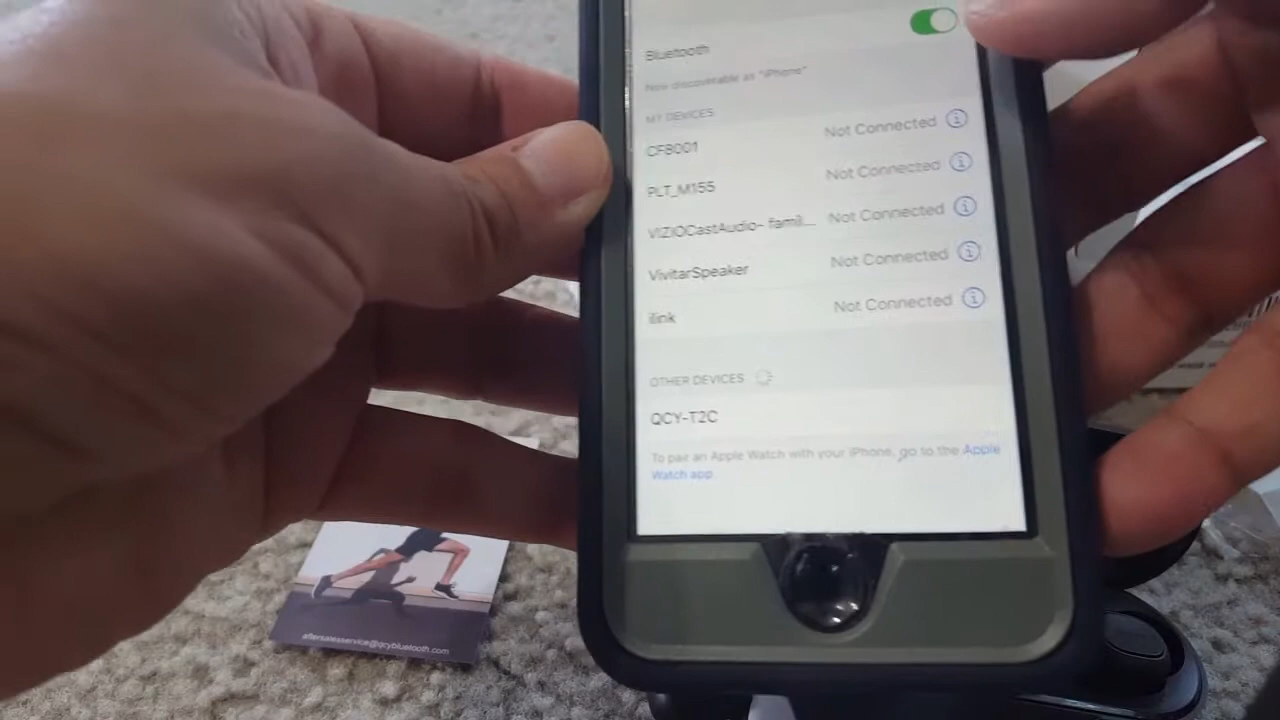 Bluetooth
Now discoverable as "iPhone"
MY DEVICES
CF8001 Not Connected
PLT_M155 Not Connected
VIZIOCastAudio- famil... Not Connected
VivitarSpeaker Not Connected
ilink Not Connected
OTHER DEVICES
QCY-T2C
To pair an Apple Watch with your iPhone, go to the Apple
Watch app.
aftersalesservice@qcybluetooth.com